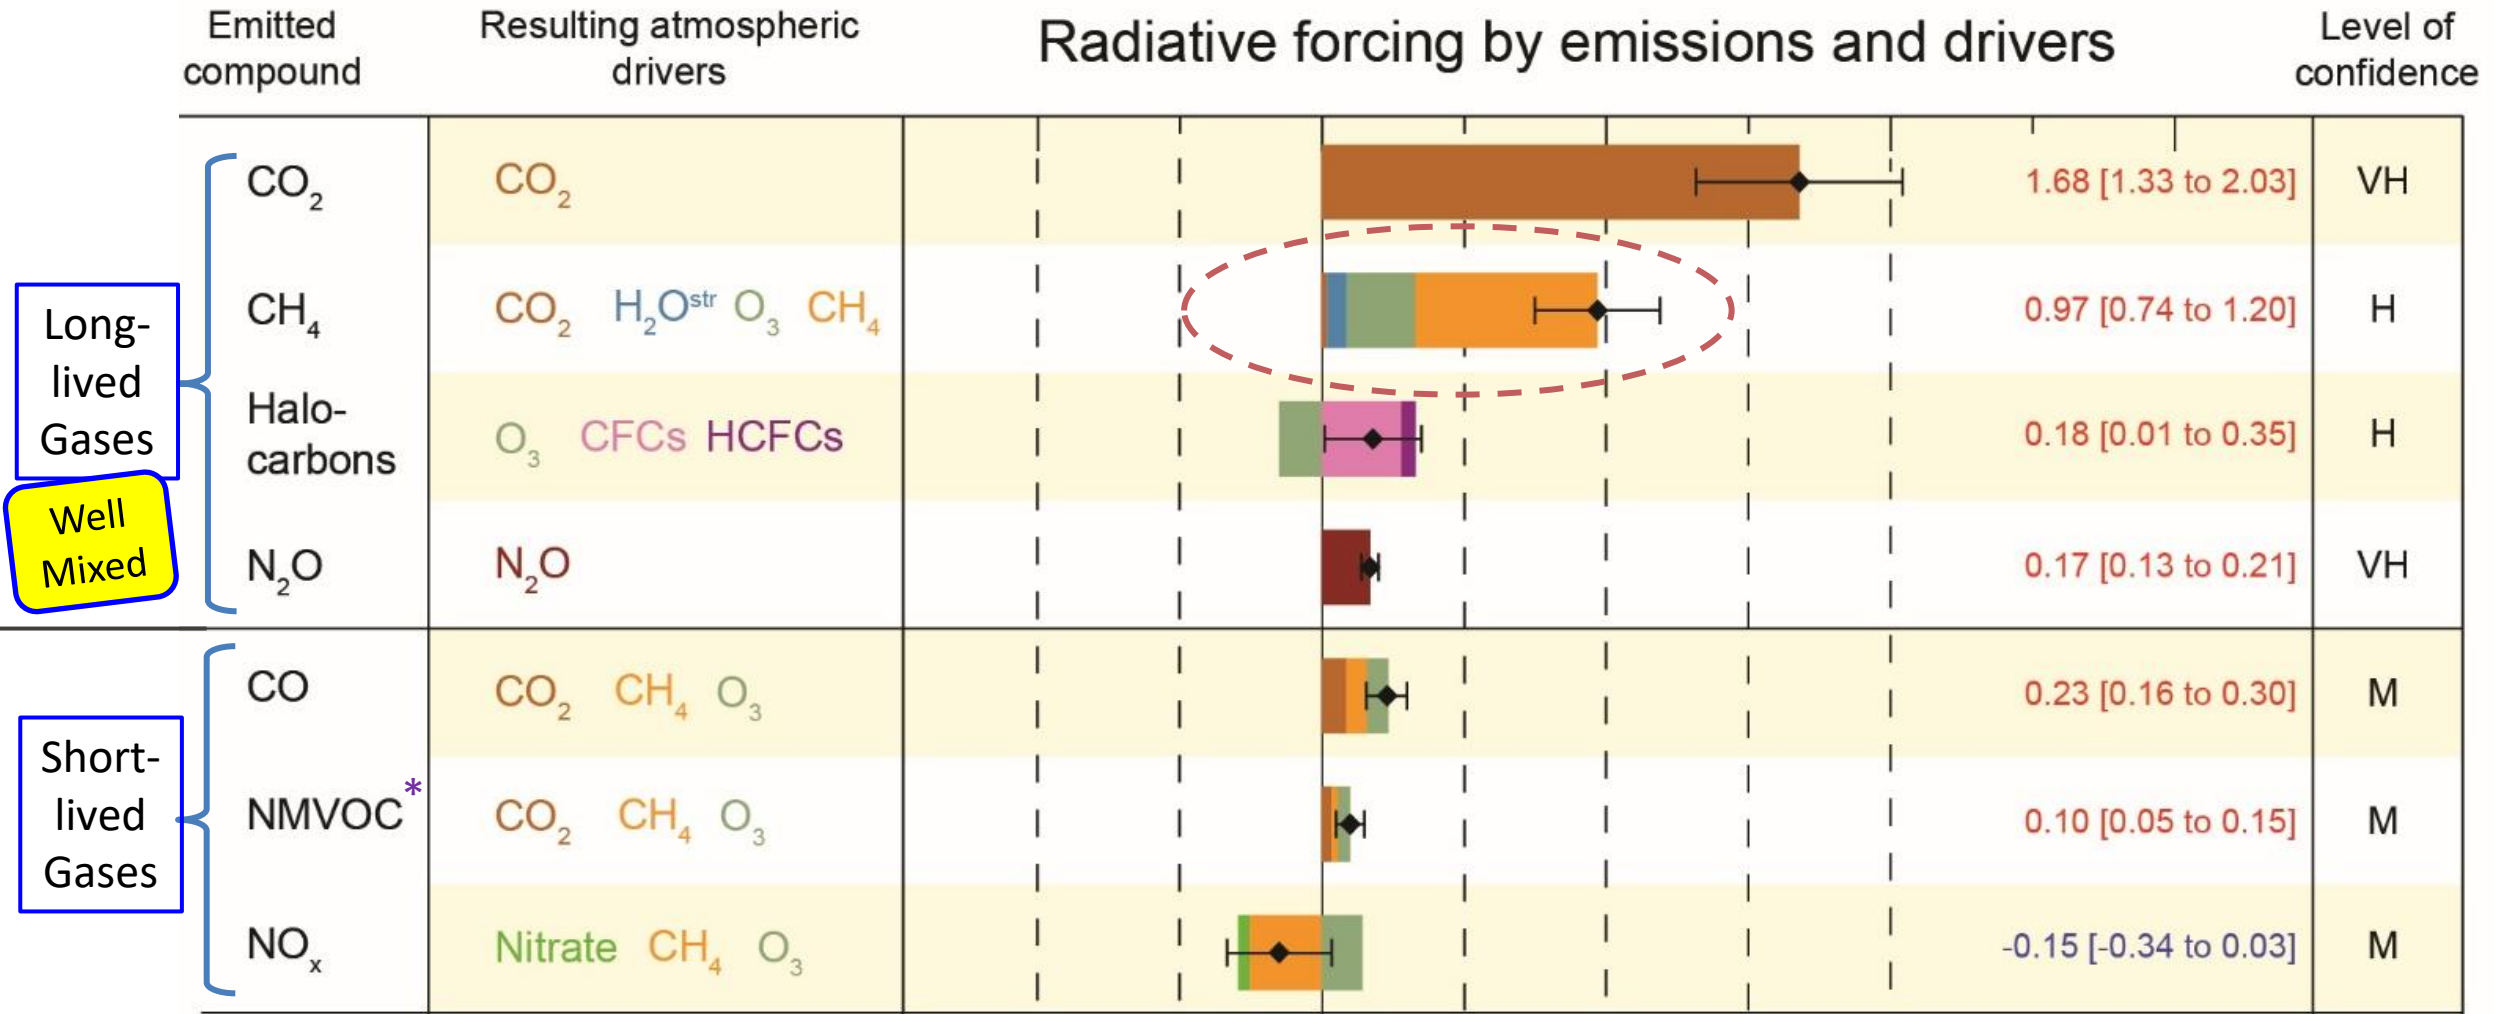 Emitted compound
Resulting atmospheric drivers
Radiative forcing by emissions and drivers
Level of confidence
Long-
lived
Gases
Well
Mixed
CO2
CO2
1.68 [1.33 to 2.03]
VH
CH4
CO2 H2Ostr O3 CH4
0.97 [0.74 to 1.20]
H
Halo-
carbons
O3 CFCs HCFCs
0.18 [0.01 to 0.35]
H
N2O
N2O
0.17 [0.13 to 0.21]
VH
Short-
lived
Gases
CO
CO2 CH4 O3
0.23 [0.16 to 0.30]
M
NMVOC*
CO2 CH4 O3
0.10 [0.05 to 0.15]
M
NOx
Nitrate CH4 O3
-0.15 [-0.34 to 0.03]
M